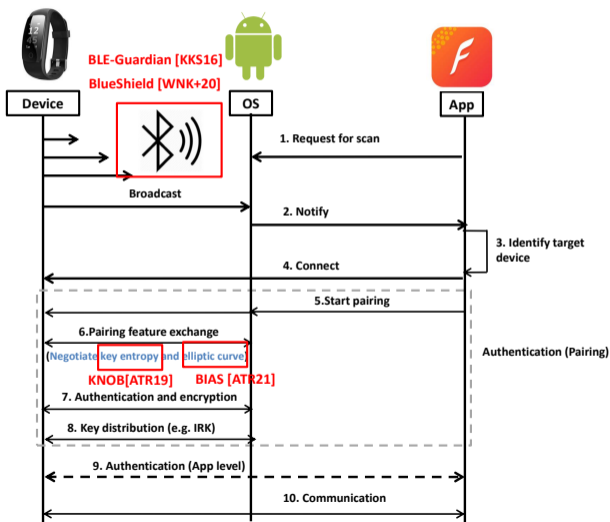 BLE-Guardian [KKS16]
BlueShield [WNK+20]
Device
OS
App
1. Request for scan
Broadcast
2. Notify
3. Identify target
device
4. Connect
5.Start pairing
6.Pairing feature exchange
(Negotiate key entropy and elliptic curve)
KNOB[ATR19]
BIAS [ATR21]
Authentication (Pairing)
7. Authentication and encryption
8. Key distribution (e.g. IRK)
9. Authentication (App level)
10. Communication